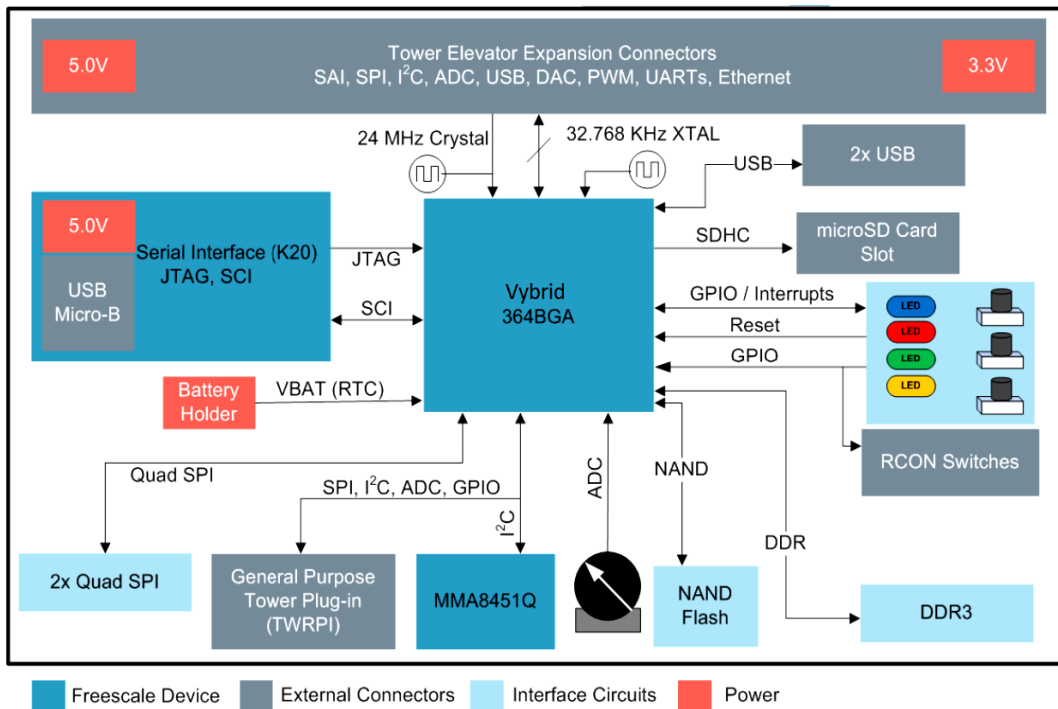 Tower Elevator Expansion Connectors
SAI, SPI, I²C, ADC, USB, DAC, PWM, UARTs, Ethernet
5.0V
3.3V
24 MHz Crystal
32.768 KHz XTAL
USB
2x USB
5.0V
USB
Micro-B
Serial Interface (K20)
JTAG, SCI
JTAG
SCI
Vybrid
364BGA
SDHC
microSD Card
Slot
GPIO / Interrupts
Reset
GPIO
LED
LED
LED
LED
RCON Switches
Battery
Holder
VBAT (RTC)
Quad SPI
SPI, I²C, ADC, GPIO
I²C
ADC
NAND
DDR
2x Quad SPI
General Purpose
Tower Plug-in
(TWRPI)
MMA8451Q
NAND
Flash
DDR3
Freescale Device
External Connectors
Interface Circuits
Power